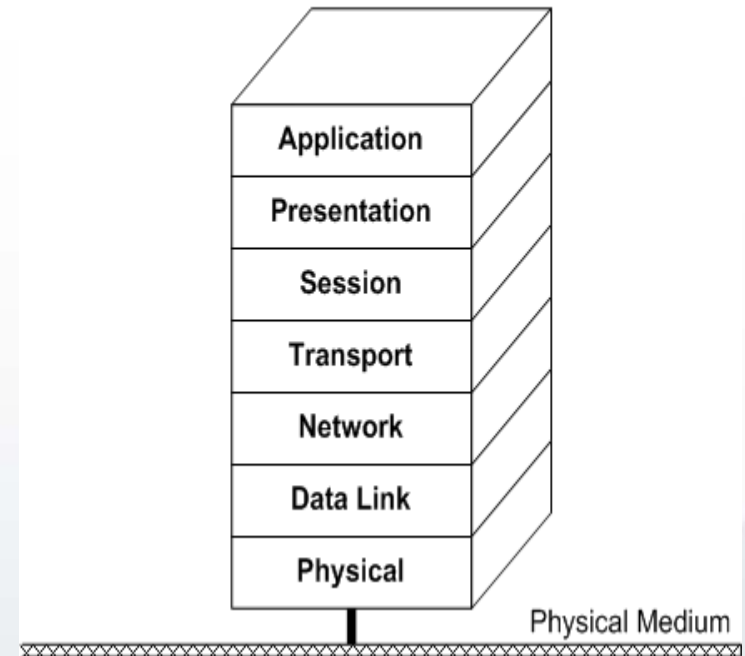 Application
Presentation
Session
Transport
Network
Data Link
Physical
Physical Medium